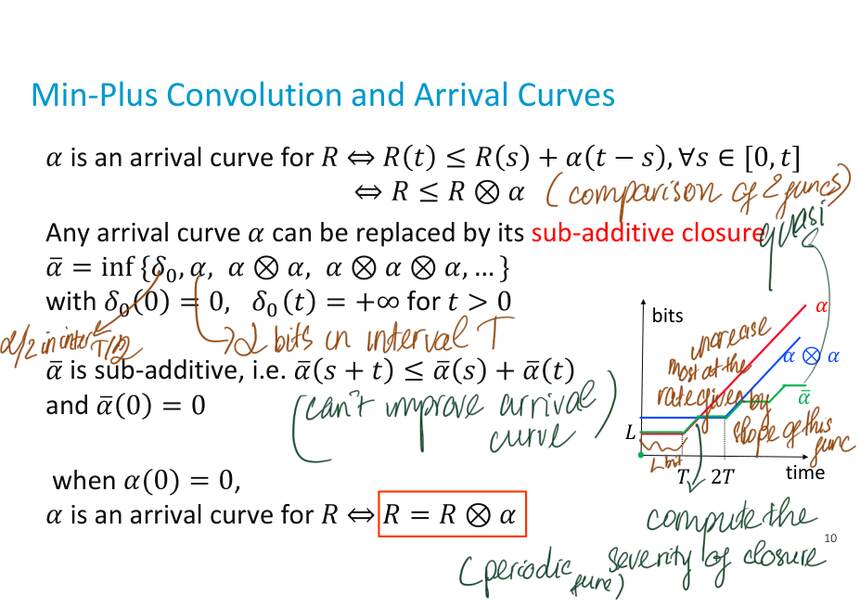 Min-Plus Convolution and Arrival Curves
α is an arrival curve for R ⇔ R(t) ≤ R(s) + α(t − s), ∀s ∈ [0, t]
⇔ R ≤ R ⊗ α (comparison of 2 funcs)
Any arrival curve α can be replaced by its sub-additive closure
quasi
ᾱ = inf {δ₀, α, α ⊗ α, α ⊗ α ⊗ α, … }
with δ₀(0) = 0, δ₀(t) = +∞ for t > 0
α/2 in inter T/2
→ α bits in interval T
ᾱ is sub-additive, i.e. ᾱ(s + t) ≤ ᾱ(s) + ᾱ(t)
and ᾱ(0) = 0
(can't improve arrival
curve)
bits
α
increase
α ⊗ α
most at the
rate given by
ᾱ
slope of this
func
L
L bit
T
2T
time
when α(0) = 0,
α is an arrival curve for R ⇔ R = R ⊗ α
compute the
severity of closure
(periodic func)
10